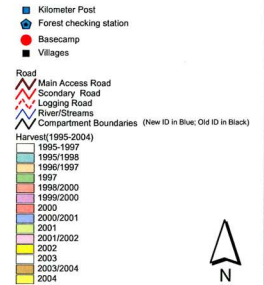 Kilometer Post
Forest checking station
Basecamp
Villages
Road
Main Access Road
Scondary Road
Logging Road
River/Streams
Compartment Boundaries (New ID in Blue; Old ID in Black)
Harvest(1995-2004)
1995-1997
1995/1998
1996/1997
1997
1998/2000
1999/2000
2000
2000/2001
2001
2001/2002
2002
2003
2003/2004
2004
N